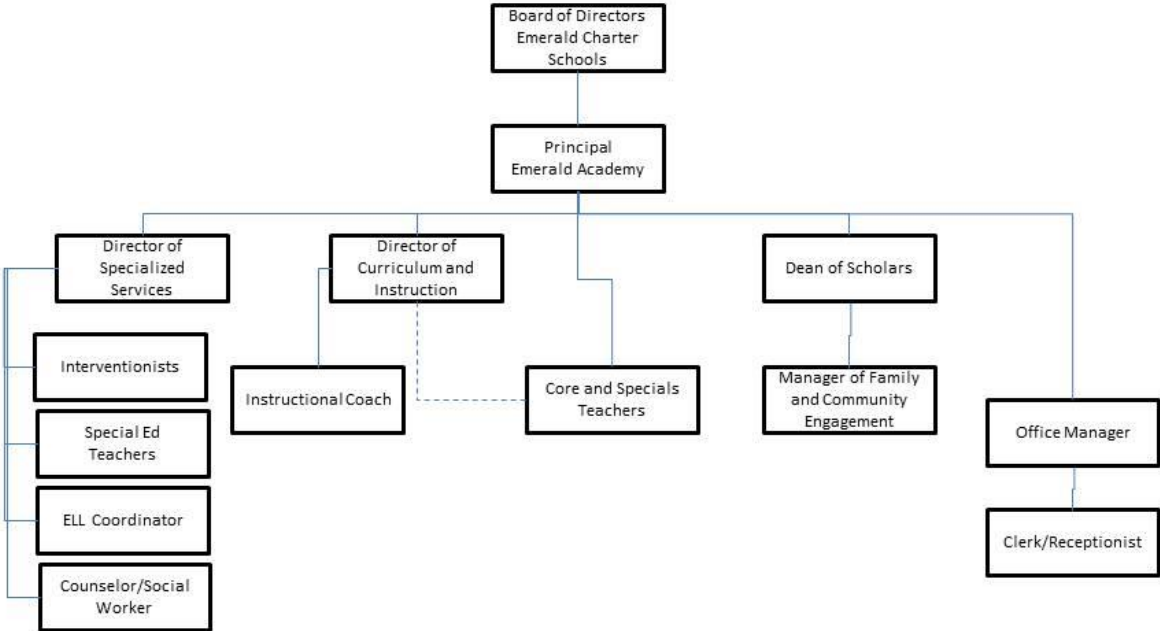 Board of Directors
Emerald Charter
Schools
Principal
Emerald Academy
Director of
Specialized
Services
Director of
Curriculum and
Instruction
Dean of Scholars
Interventionists
Instructional Coach
Core and Specials
Teachers
Manager of Family
and Community
Engagement
Special Ed
Teachers
Office Manager
ELL Coordinator
Clerk/Receptionist
Counselor/Social
Worker